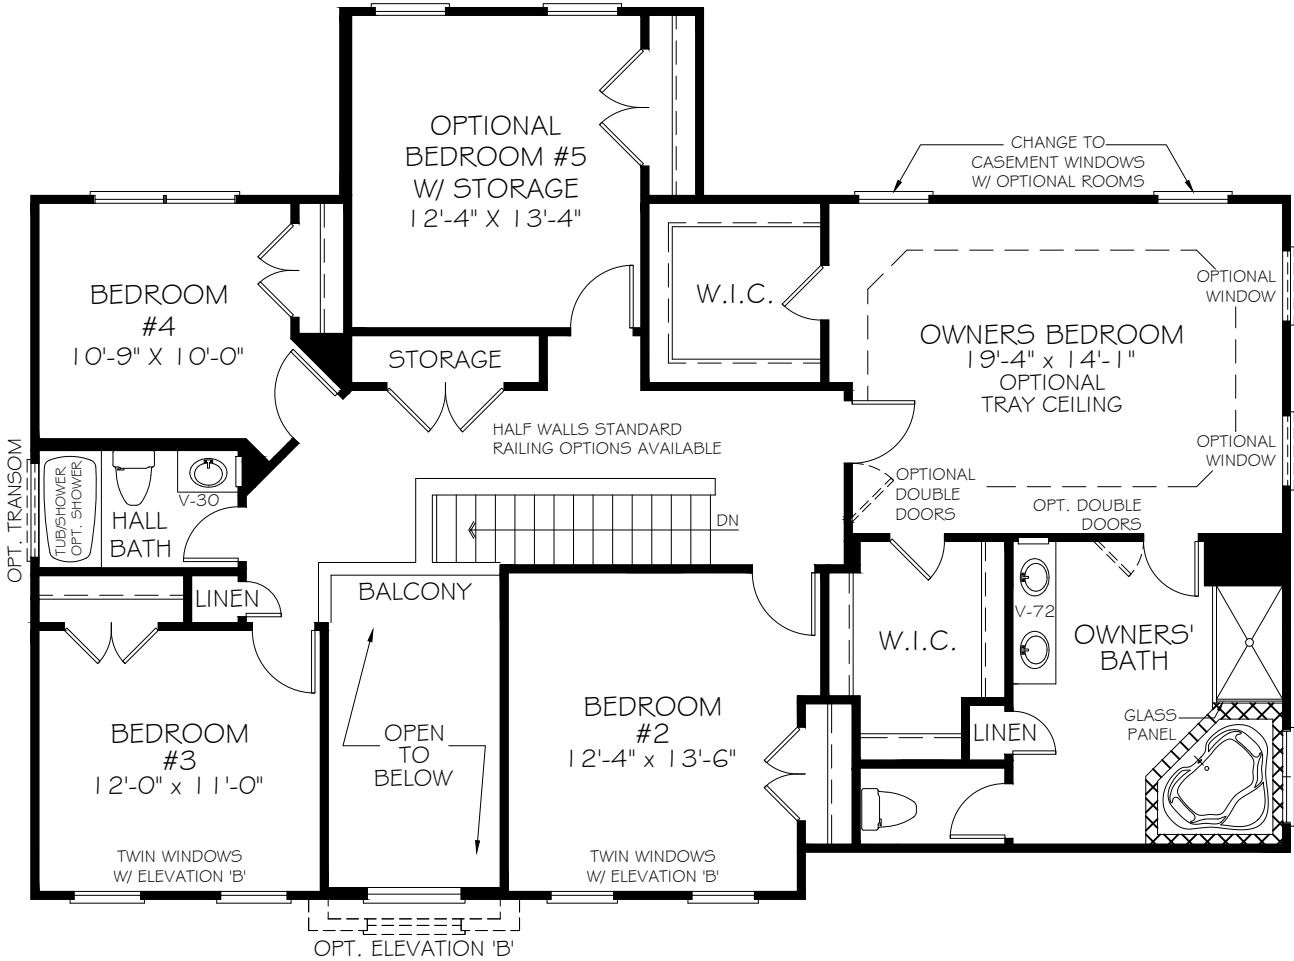 CHANGE TO
CASEMENT WINDOWS
W/ OPTIONAL ROOMS
OPTIONAL
BEDROOM #5
W/ STORAGE
12'-4" X 13'-4"
BEDROOM
#4
10'-9" X 10'-0"
W.I.C.
OPTIONAL
WINDOW
OWNERS BEDROOM
19'-4" x 14'-1"
OPTIONAL
TRAY CEILING
STORAGE
HALF WALLS STANDARD
RAILING OPTIONS AVAILABLE
OPTIONAL
WINDOW
OPTIONAL
DOUBLE
DOORS
OPT. DOUBLE
DOORS
OPT. TRANSOM
TUB/SHOWER
OPT. SHOWER
V-30
HALL
BATH
DN
LINEN
BALCONY
V-72
W.I.C.
OWNERS'
BATH
BEDROOM
#3
12'-0" x 11'-0"
OPEN
TO
BELOW
BEDROOM
#2
12'-4" x 13'-6"
LINEN
GLASS
PANEL
TWIN WINDOWS
W/ ELEVATION 'B'
TWIN WINDOWS
W/ ELEVATION 'B'
OPT. ELEVATION 'B'